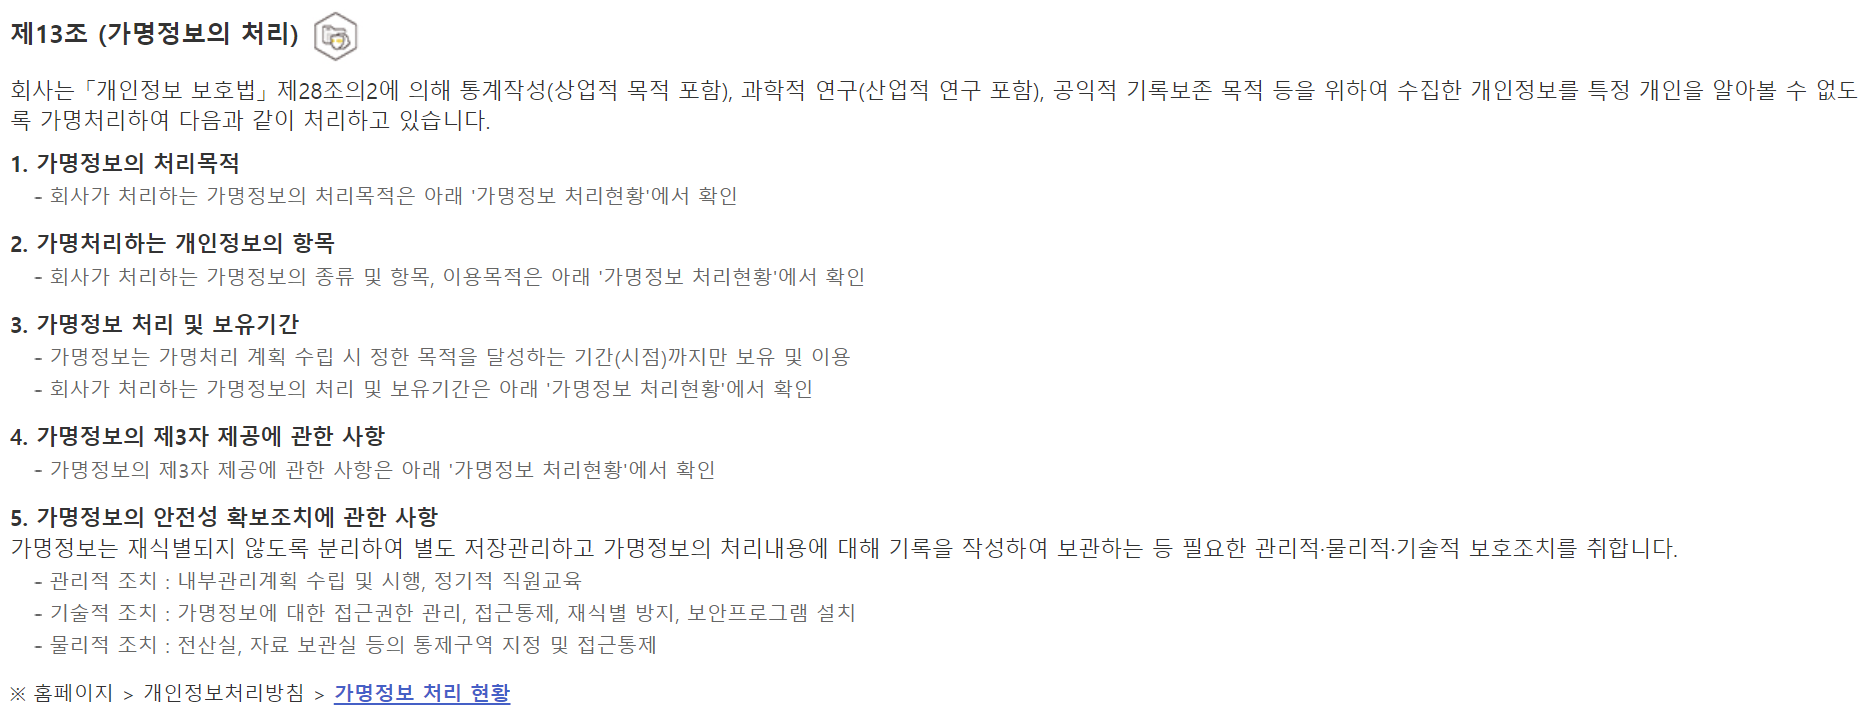 제13조 (가명정보의 처리)
회사는 「개인정보 보호법」 제28조의2에 의해 통계작성(상업적 목적 포함), 과학적 연구(산업적 연구 포함), 공익적 기록보존 목적 등을 위하여 수집한 개인정보를 특정 개인을 알아볼 수 없도
록 가명처리하여 다음과 같이 처리하고 있습니다.
1. 가명정보의 처리목적
- 회사가 처리하는 가명정보의 처리목적은 아래 '가명정보 처리현황'에서 확인
2. 가명처리하는 개인정보의 항목
- 회사가 처리하는 가명정보의 종류 및 항목, 이용목적은 아래 '가명정보 처리현황'에서 확인
3. 가명정보 처리 및 보유기간
- 가명정보는 가명처리 계획 수립 시 정한 목적을 달성하는 기간(시점)까지만 보유 및 이용
- 회사가 처리하는 가명정보의 처리 및 보유기간은 아래 '가명정보 처리현황'에서 확인
4. 가명정보의 제3자 제공에 관한 사항
- 가명정보의 제3자 제공에 관한 사항은 아래 '가명정보 처리현황'에서 확인
5. 가명정보의 안전성 확보조치에 관한 사항
가명정보는 재식별되지 않도록 분리하여 별도 저장관리하고 가명정보의 처리내용에 대해 기록을 작성하여 보관하는 등 필요한 관리적·물리적·기술적 보호조치를 취합니다.
- 관리적 조치 : 내부관리계획 수립 및 시행, 정기적 직원교육
- 기술적 조치 : 가명정보에 대한 접근권한 관리, 접근통제, 재식별 방지, 보안프로그램 설치
- 물리적 조치 : 전산실, 자료 보관실 등의 통제구역 지정 및 접근통제
※ 홈페이지 > 개인정보처리방침 > 가명정보 처리 현황